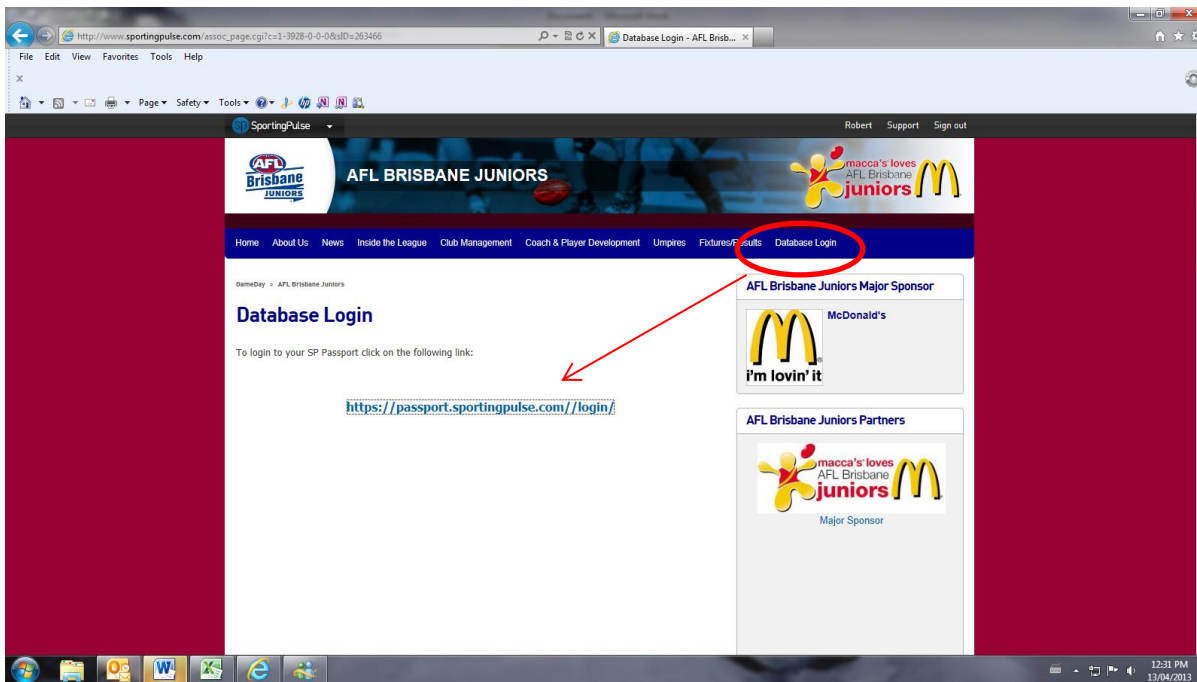 http://www.sportingpulse.com/assoc_page.cgi?c=1-3928-0-0-0&sID=263466
Database Login - AFL Brisb...
File Edit View Favorites Tools Help
Page Safety Tools
SportingPulse
Robert Support Sign out
AFL
Brisbane
JUNIORS
AFL BRISBANE JUNIORS
macca's loves
AFL Brisbane
juniors
Home About Us News Inside the League Club Management Coach & Player Development Umpires Fixtures/Results Database Login
GameDay > AFL Brisbane Juniors
Database Login
To login to your SP Passport click on the following link:
https://passport.sportingpulse.com//login/
AFL Brisbane Juniors Major Sponsor
McDonald's
i'm lovin' it
AFL Brisbane Juniors Partners
macca's loves
AFL Brisbane
juniors
Major Sponsor
12:31 PM
13/04/2013